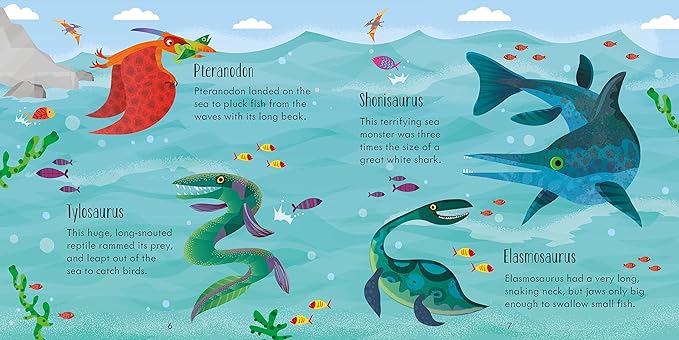 Pteranodon
Pteranodon landed on the
sea to pluck fish from the
waves with its long beak.
Tylosaurus
This huge, long-snouted
reptile rammed its prey,
and leapt out of the
sea to catch birds.
6
Shonisaurus
This terrifying sea
monster was three
times the size of a
great white shark.
Elasmosaurus
Elasmosaurus had a very long,
snaking neck, but jaws only big
enough to swallow small fish.
7